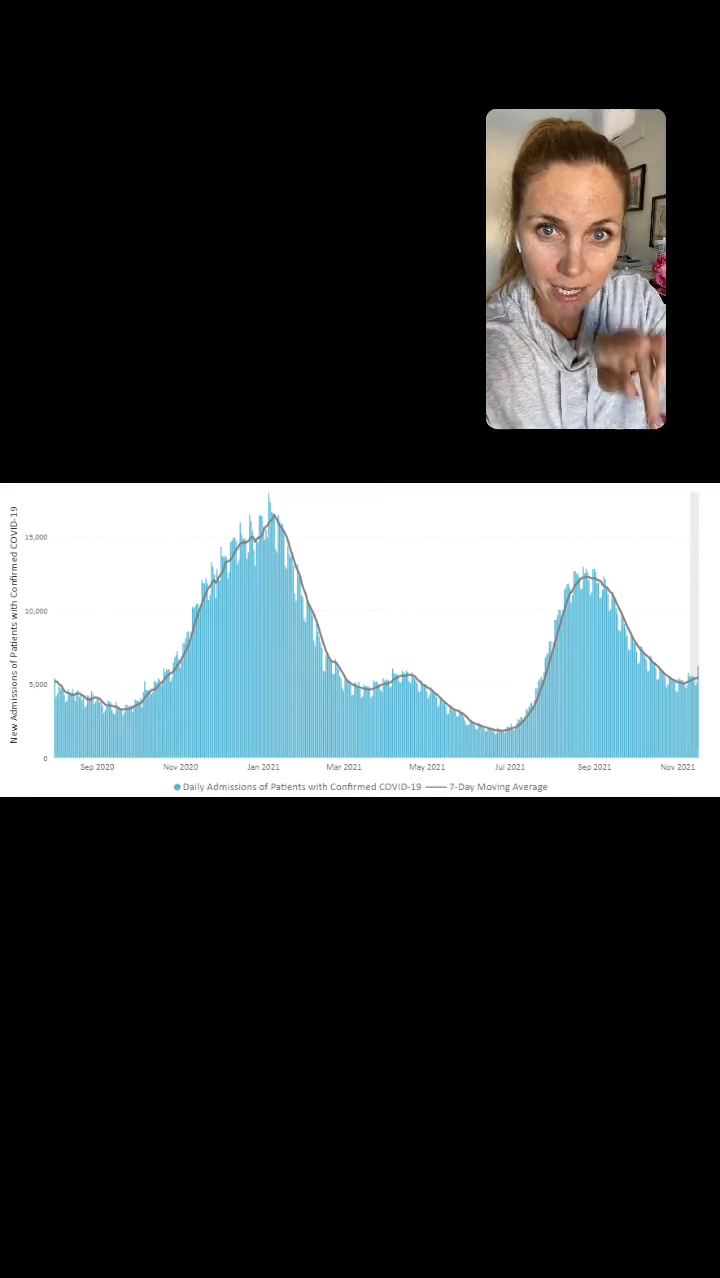 New Admissions of Patients with Confirmed COVID-19
15,000
10,000
5,000
0
Sep 2020 Nov 2020 Jan 2021 Mar 2021 May 2021 Jul 2021 Sep 2021 Nov 2021
Daily Admissions of Patients with Confirmed COVID-19 7-Day Moving Average